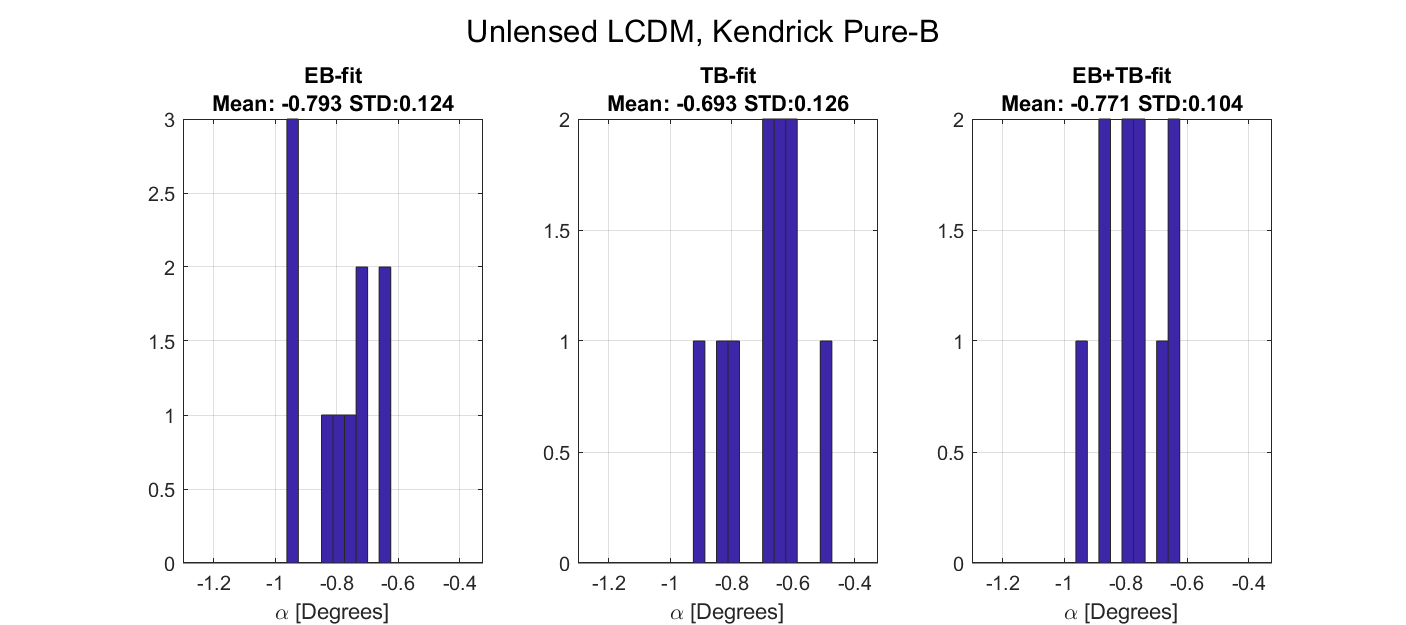 Unlensed LCDM, Kendrick Pure-B
EB-fit
Mean: -0.793 STD:0.124
3
2.5
2
1.5
1
0.5
0
-1.2 -1 -0.8 -0.6 -0.4
α [Degrees]
TB-fit
Mean: -0.693 STD:0.126
2
1.5
1
0.5
0
-1.2 -1 -0.8 -0.6 -0.4
α [Degrees]
EB+TB-fit
Mean: -0.771 STD:0.104
2
1.5
1
0.5
0
-1.2 -1 -0.8 -0.6 -0.4
α [Degrees]